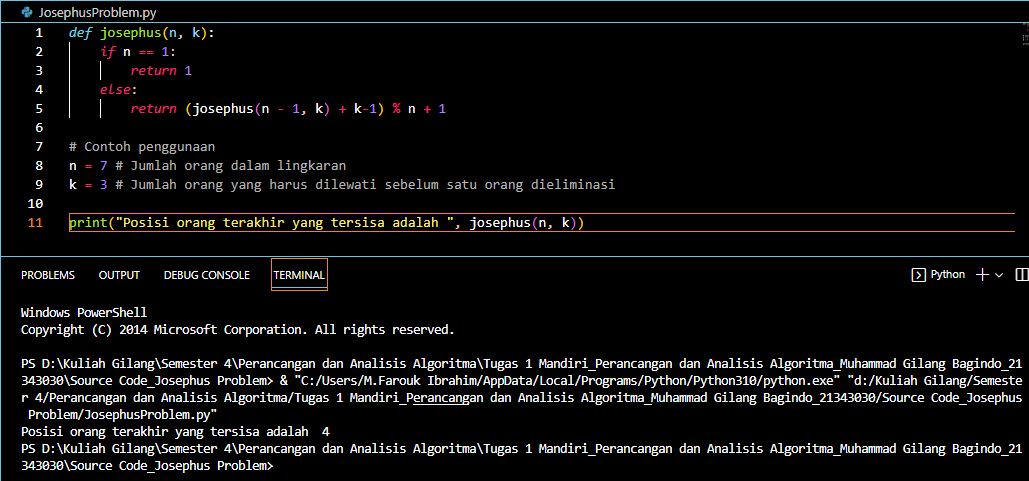 JosephusProblem.py
1 def josephus(n, k):
2 if n == 1:
3 return 1
4 else:
5 return (josephus(n - 1, k) + k-1) % n + 1
6
7 # Contoh penggunaan
8 n = 7 # Jumlah orang dalam lingkaran
9 k = 3 # Jumlah orang yang harus dilewati sebelum satu orang dieliminasi
10
11 print("Posisi orang terakhir yang tersisa adalah ", josephus(n, k))
PROBLEMS OUTPUT DEBUG CONSOLE TERMINAL Python
Windows PowerShell
Copyright (C) 2014 Microsoft Corporation. All rights reserved.
PS D:\Kuliah Gilang\Semester 4\Perancangan dan Analisis Algoritma\Tugas 1 Mandiri_Perancangan dan Analisis Algoritma_Muhammad Gilang Bagindo_21
343030\Source Code_Josephus Problem> & "C:/Users/M.Farouk Ibrahim/AppData/Local/Programs/Python/Python310/python.exe" "d:/Kuliah Gilang/Semeste
r 4/Perancangan dan Analisis Algoritma/Tugas 1 Mandiri_Perancangan dan Analisis Algoritma_Muhammad Gilang Bagindo_21343030/Source Code_Josephus
Problem/JosephusProblem.py"
Posisi orang terakhir yang tersisa adalah  4
PS D:\Kuliah Gilang\Semester 4\Perancangan dan Analisis Algoritma\Tugas 1 Mandiri_Perancangan dan Analisis Algoritma_Muhammad Gilang Bagindo_21
343030\Source Code_Josephus Problem>